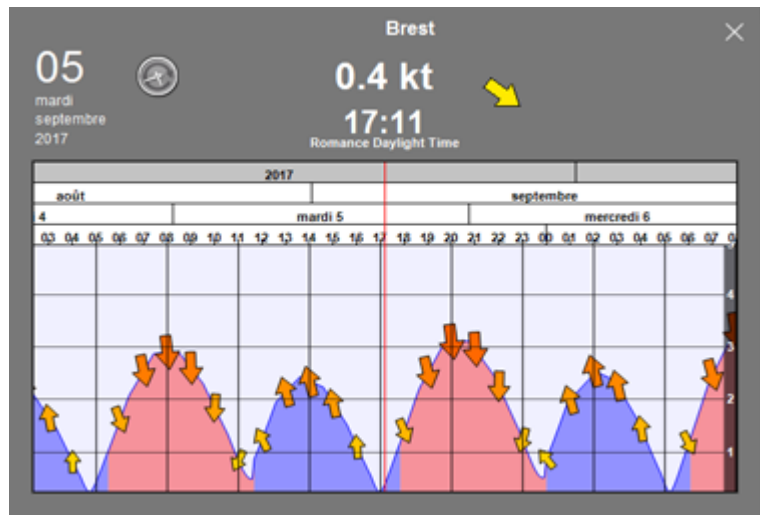 Brest
05
mardi
septembre
2017
0.4 kt
17:11
Romance Daylight Time
2017
août septembre
4 mardi 5 mercredi 6
03 04 05 06 07 08 09 10 11 12 13 14 15 16 17 18 19 20 21 22 23 00 01 02 03 04 05 06 07
4
3
2
1